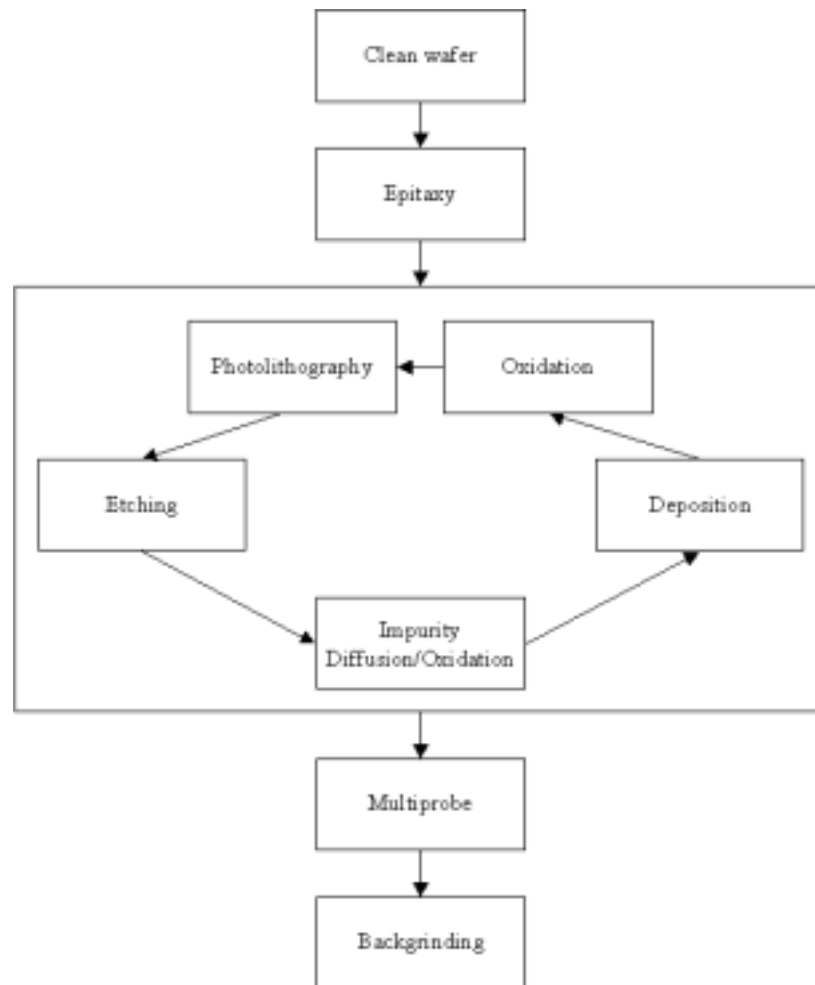 Clean wafer
Epitaxy
Photolithography
Oxidation
Etching
Deposition
Impurity
Diffusion/Oxidation
Multiprobe
Backgrinding